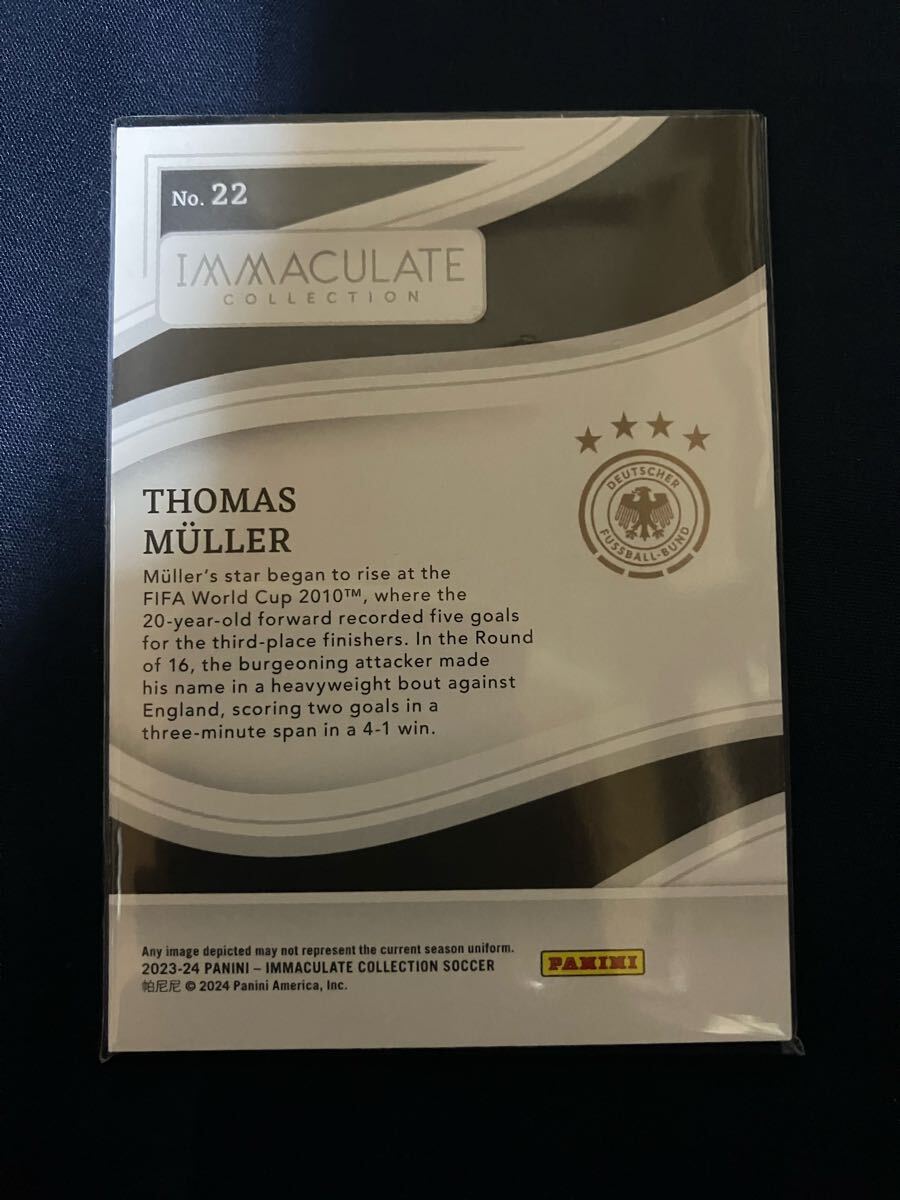 No. 22
IMMACULATE
COLLECTION
DEUTSCHER
FUSSBALL-BUND
THOMAS
MÜLLER
Müller's star began to rise at the
FIFA World Cup 2010™, where the
20-year-old forward recorded five goals
for the third-place finishers. In the Round
of 16, the burgeoning attacker made
his name in a heavyweight bout against
England, scoring two goals in a
three-minute span in a 4-1 win.
Any image depicted may not represent the current season uniform.
2023-24 PANINI – IMMACULATE COLLECTION SOCCER
帕尼尼 © 2024 Panini America, Inc.
PANINI